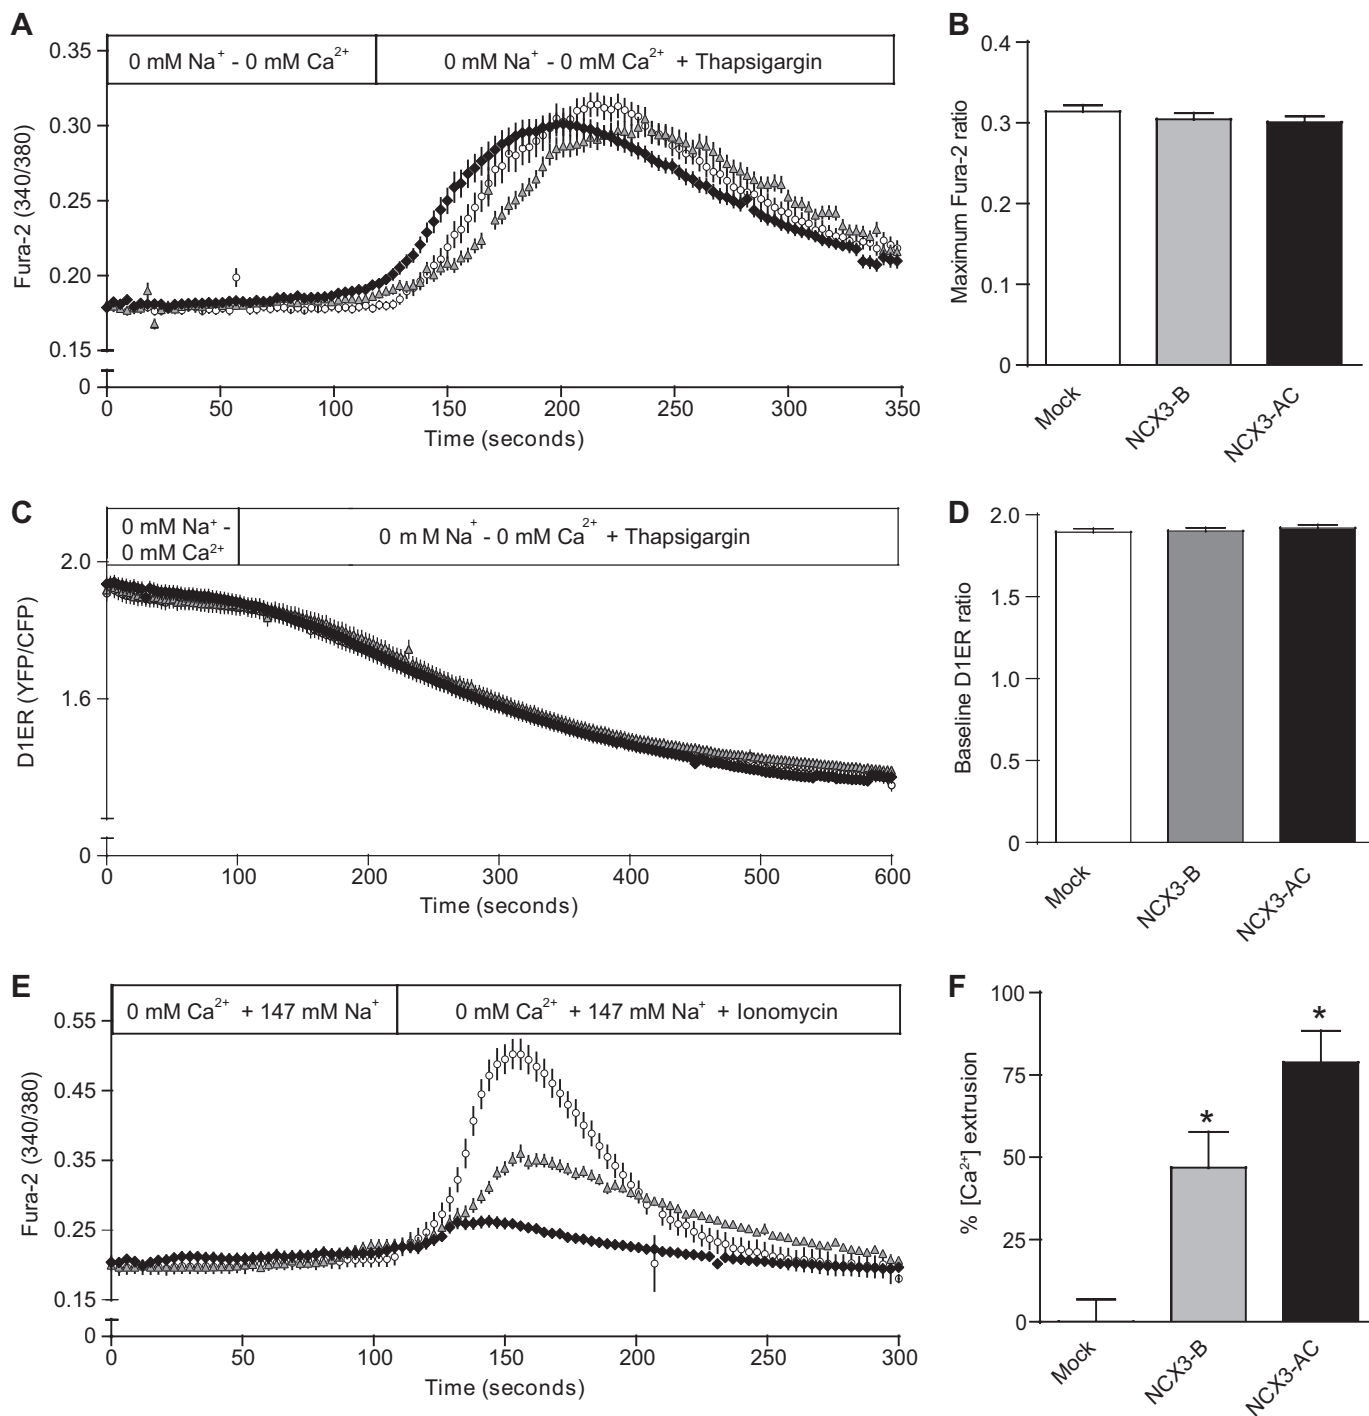 A
0 mM Na⁺ - 0 mM Ca²⁺
0 mM Na⁺ - 0 mM Ca²⁺ + Thapsigargin
Fura-2 (340/380)
0.35
0.30
0.25
0.20
0.15
0
0 50 100 150 200 250 300 350
Time (seconds)
B
Maximum Fura-2 ratio
0.4
0.3
0.2
0.1
0
Mock
NCX3-B
NCX3-AC
C
0 mM Na⁺ -
0 mM Ca²⁺
0 mM Na⁺ - 0 mM Ca²⁺ + Thapsigargin
D1ER (YFP/CFP)
2.0
1.6
0
0 100 200 300 400 500 600
Time (seconds)
D
Baseline D1ER ratio
2.0
1.5
1.0
0.5
0
Mock
NCX3-B
NCX3-AC
E
0 mM Ca²⁺ + 147 mM Na⁺
0 mM Ca²⁺ + 147 mM Na⁺ + Ionomycin
Fura-2 (340/380)
0.55
0.45
0.35
0.25
0.15
0
0 50 100 150 200 250 300
Time (seconds)
F
% [Ca²⁺] extrusion
100
75
50
25
0
*
*
Mock
NCX3-B
NCX3-AC